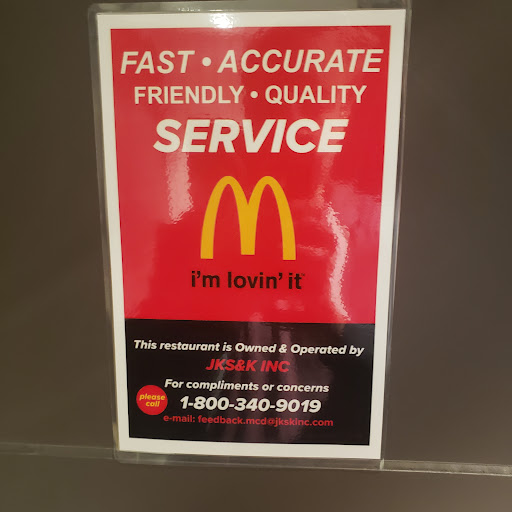 FAST • ACCURATE
FRIENDLY • QUALITY
SERVICE
i'm lovin' it™
This restaurant is Owned & Operated by
JKS&K INC
For compliments or concerns
please
call
1-800-340-9019
e-mail: feedback.mcd@jkskinc.com